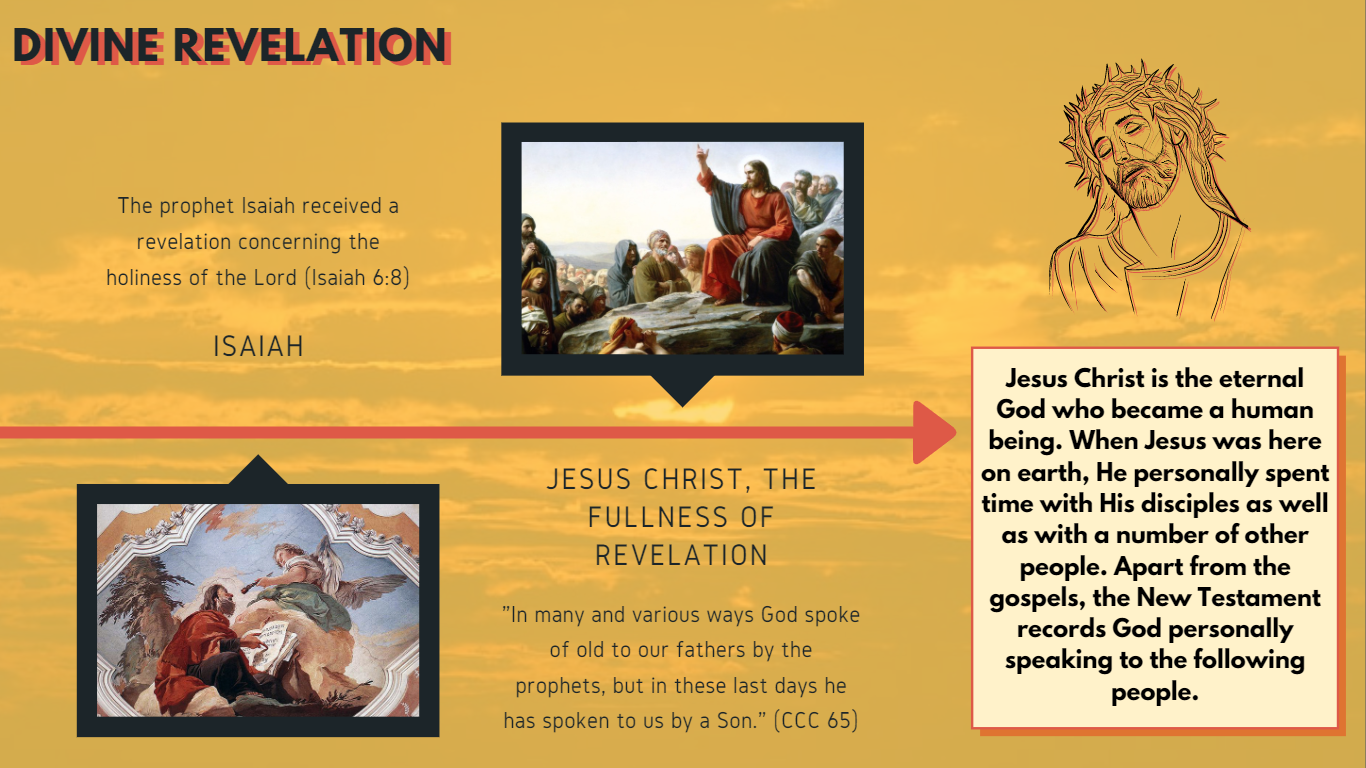 DIVINE REVELATION
The prophet Isaiah received a
revelation concerning the
holiness of the Lord (Isaiah 6:8)
ISAIAH
JESUS CHRIST, THE
FULLNESS OF
REVELATION
”In many and various ways God spoke
of old to our fathers by the
prophets, but in these last days he
has spoken to us by a Son.” (CCC 65)
Jesus Christ is the eternal
God who became a human
being. When Jesus was here
on earth, He personally spent
time with His disciples as well
as with a number of other
people. Apart from the
gospels, the New Testament
records God personally
speaking to the following
people.